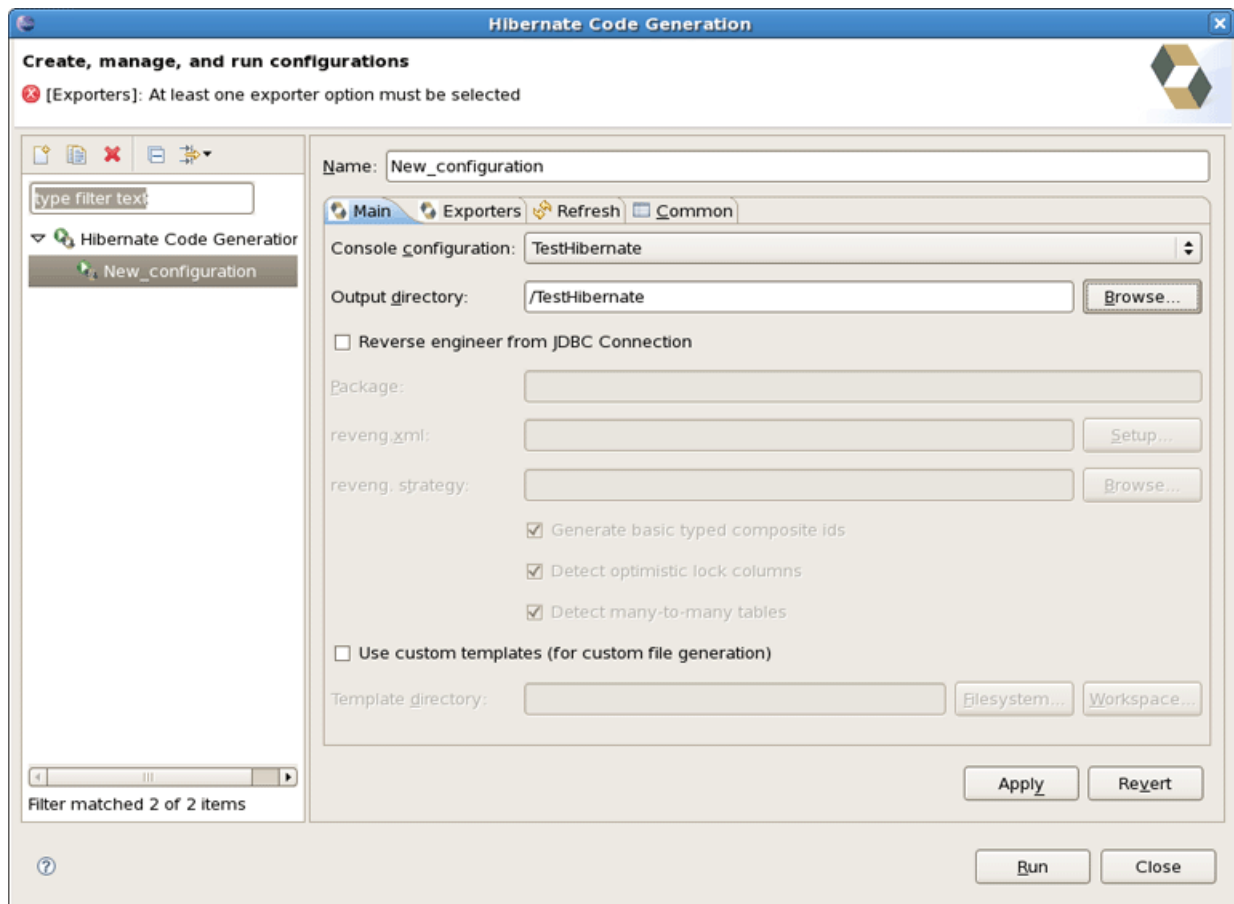 Hibernate Code Generation
Create, manage, and run configurations
[Exporters]: At least one exporter option must be selected
type filter text
Hibernate Code Generation
New_configuration
Filter matched 2 of 2 items
Name: New_configuration
Main Exporters Refresh Common
Console configuration: TestHibernate
Output directory: /TestHibernate Browse...
Reverse engineer from JDBC Connection
Package:
reveng.xml: Setup...
reveng. strategy: Browse...
Generate basic typed composite ids
Detect optimistic lock columns
Detect many-to-many tables
Use custom templates (for custom file generation)
Template directory: Filesystem... Workspace...
Apply Revert
Run Close